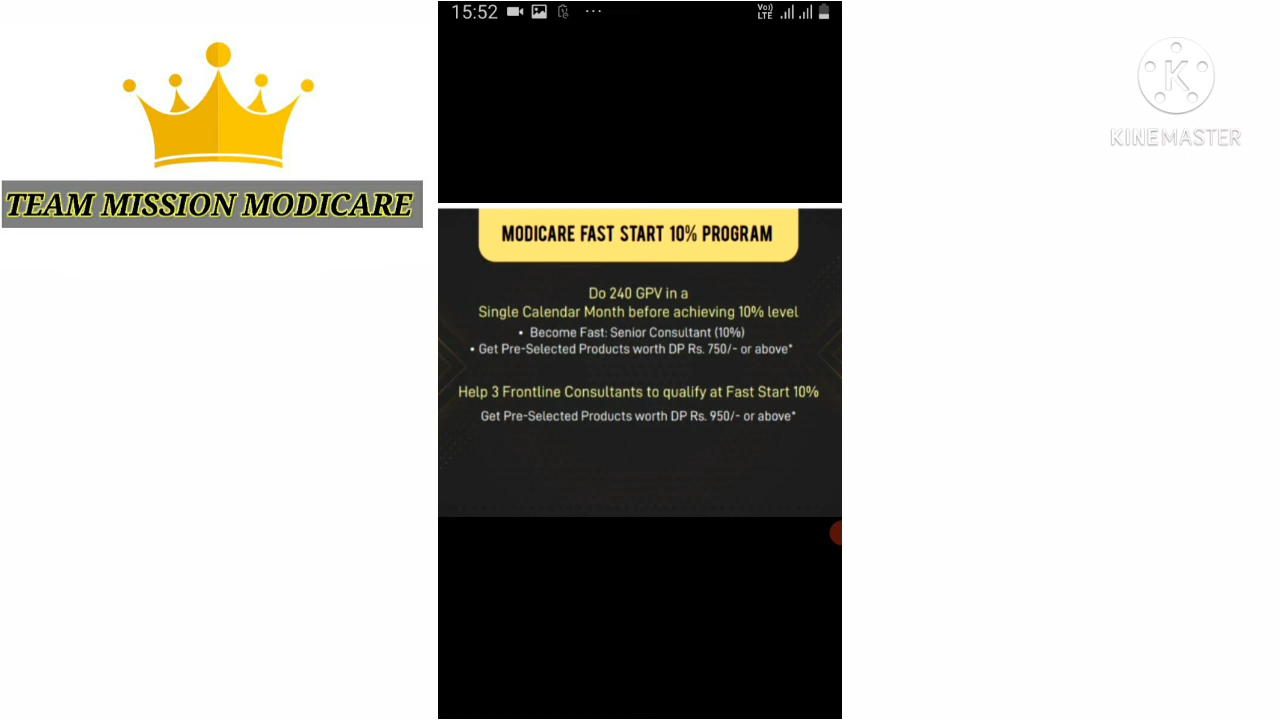 15:52
Vo))
LTE
TEAM MISSION MODICARE
K
KINEMASTER
MODICARE FAST START 10% PROGRAM
Do 240 GPV in a
Single Calendar Month before achieving 10% level
• Become Fast: Senior Consultant (10%)
• Get Pre-Selected Products worth DP Rs. 750/- or above*
Help 3 Frontline Consultants to qualify at Fast Start 10%
Get Pre-Selected Products worth DP Rs. 950/- or above*